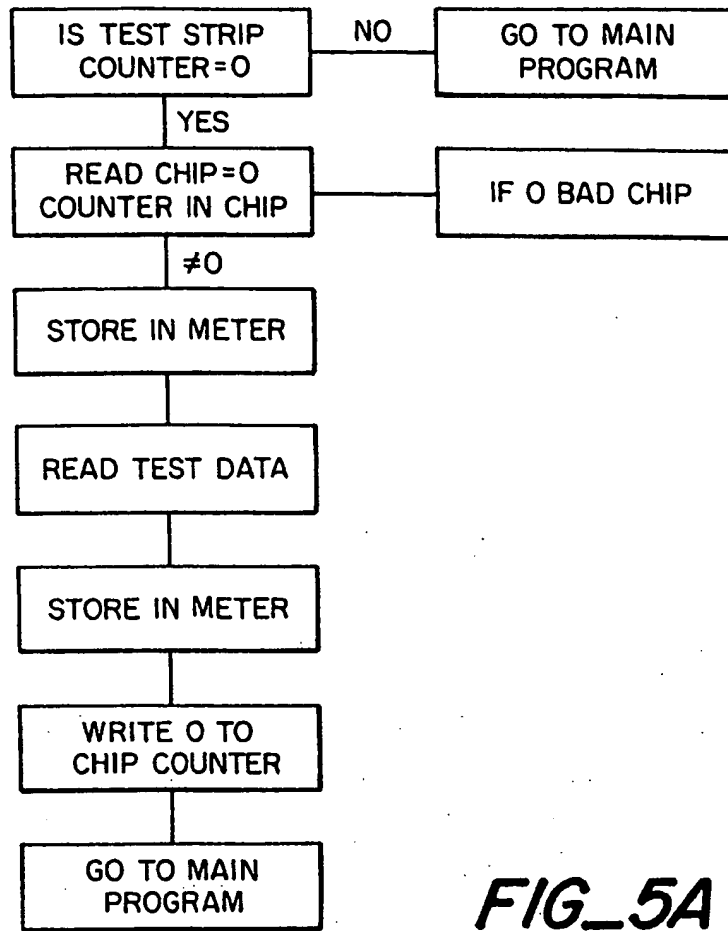 IS TEST STRIP
COUNTER=0
NO
GO TO MAIN
PROGRAM
YES
READ CHIP=0
COUNTER IN CHIP
IF 0 BAD CHIP
≠0
STORE IN METER
READ TEST DATA
STORE IN METER
WRITE 0 TO
CHIP COUNTER
GO TO MAIN
PROGRAM
FIG_5A